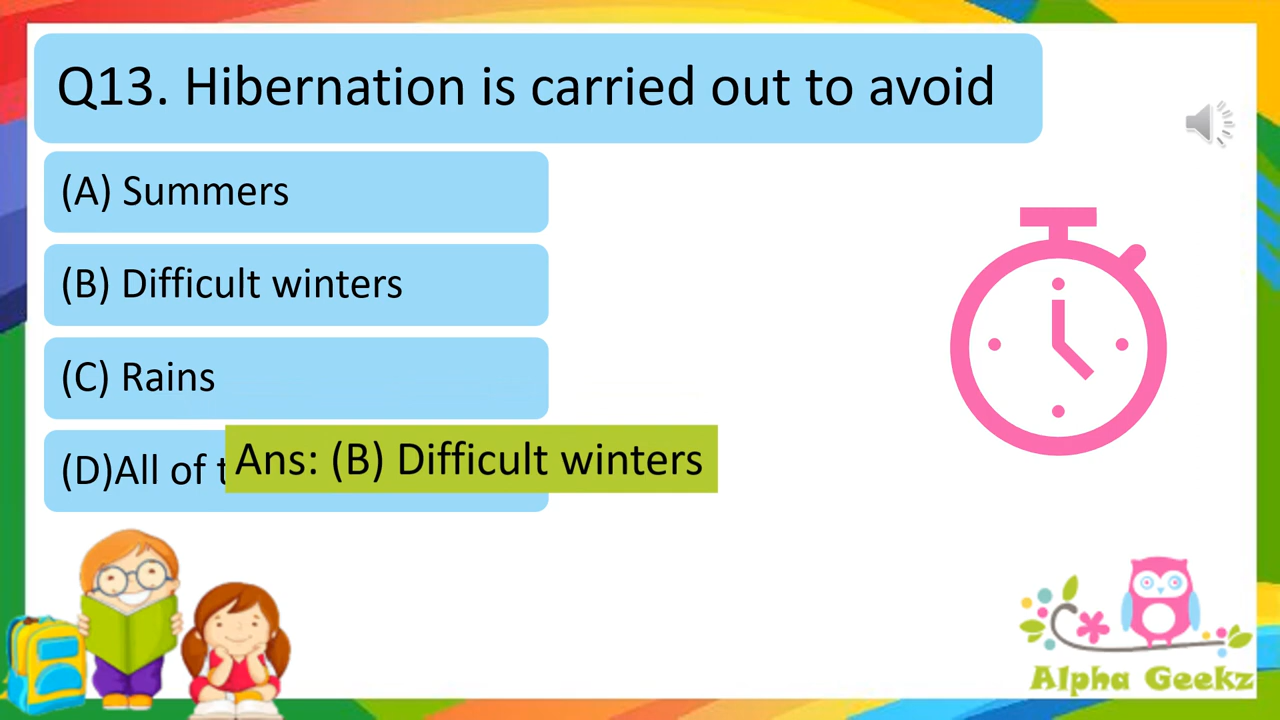 Q13. Hibernation is carried out to avoid
(A) Summers
(B) Difficult winters
(C) Rains
(D)All of
Ans: (B) Difficult winters
Alpha Geekz